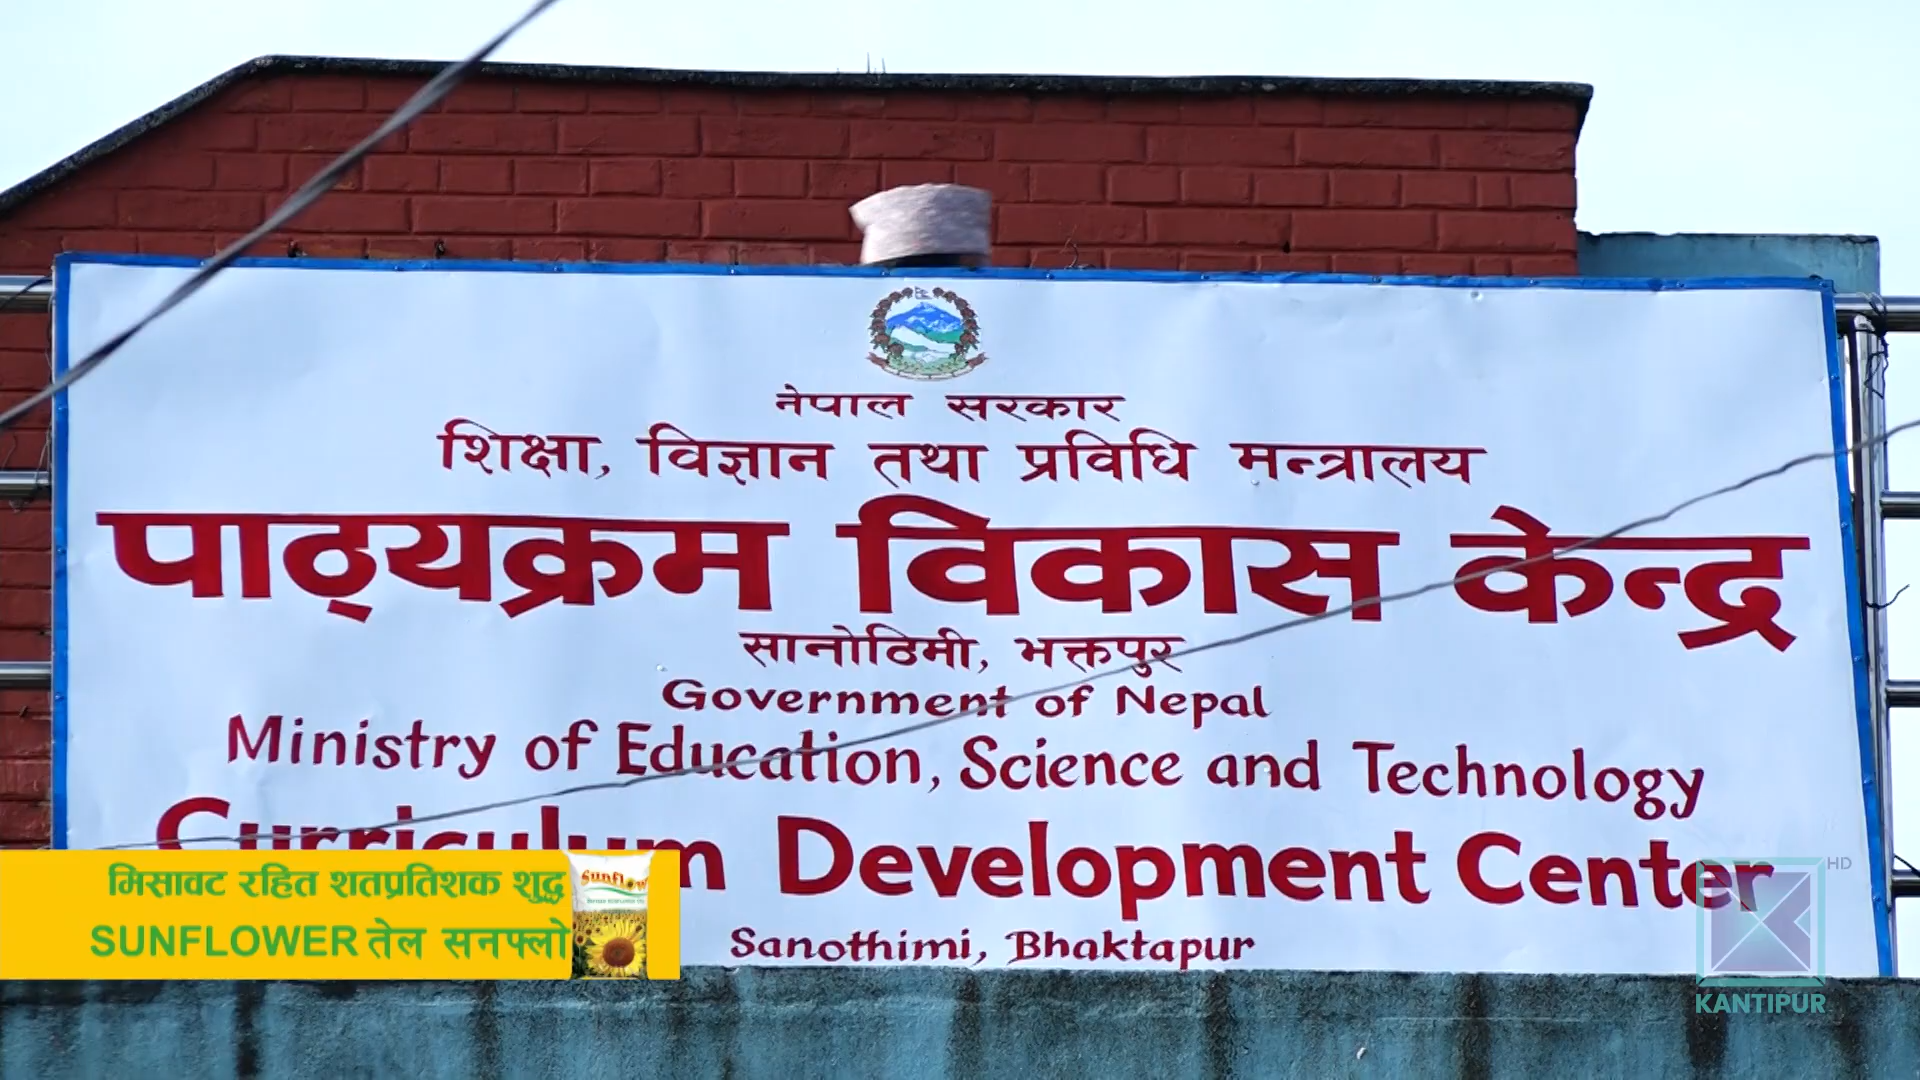 नेपाल सरकार
शिक्षा, विज्ञान तथा प्रविधि मन्त्रालय
पाठ्यक्रम विकास केन्द्र
सानोठिमी, भक्तपुर
Government of Nepal
Ministry of Education, Science and Technology
Curriculum Development Center
Sanothimi, Bhaktapur
मिसावट रहित शतप्रतिशक शुद्ध
SUNFLOWER तेल सनफ्लो
Sunflow
HD
KANTIPUR